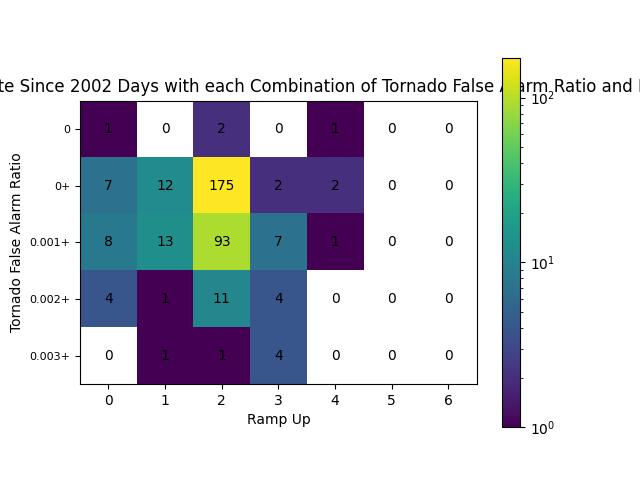 te Since 2002 Days with each Combination of Tornado False Alarm Ratio and
10²
10¹
10⁰
Tornado False Alarm Ratio
0 1 0 2 0 1 0 0
0+ 7 12 175 2 2 0 0
0.001+ 8 13 93 7 1 0 0
0.002+ 4 1 11 4 0 0 0
0.003+ 0 1 1 4 0 0 0
0 1 2 3 4 5 6
Ramp Up